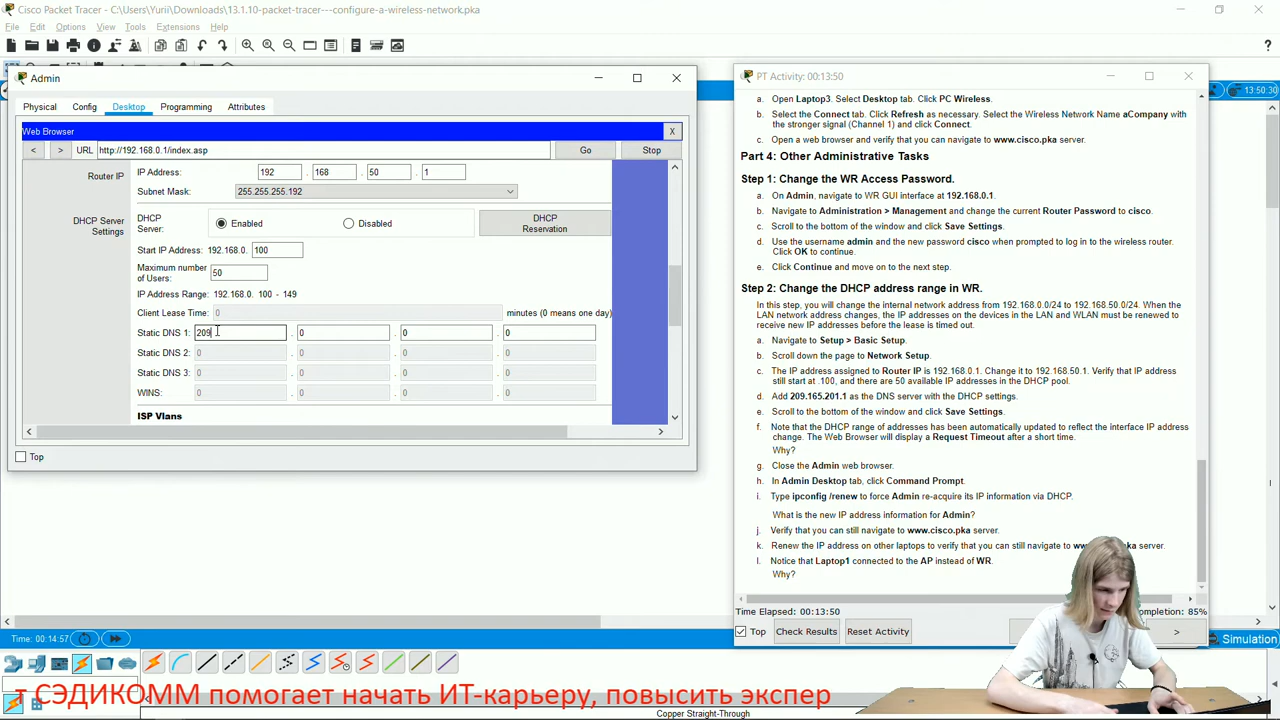 Cisco Packet Tracer - C:\Users\Yurii\Downloads\13.1.10-packet-tracer---configure-a-wireless-network.pka
File Edit Options View Tools Extensions Help
Admin
Physical Config Desktop Programming Attributes
Web Browser X
< > URL http://192.168.0.1/index.asp Go Stop
Router IP
IP Address: 192 . 168 . 50 . 1
Subnet Mask: 255.255.255.192
DHCP Server Settings
DHCP Server: Enabled Disabled DHCP Reservation
Start IP Address: 192.168.0. 100
Maximum number of Users: 50
IP Address Range: 192.168.0. 100 - 149
Client Lease Time: 0 minutes (0 means one day)
Static DNS 1: 209 . 0 . 0 . 0
Static DNS 2: 0 . 0 . 0 . 0
Static DNS 3: 0 . 0 . 0 . 0
WINS: 0 . 0 . 0 . 0
ISP Vlans
Top
PT Activity: 00:13:50
13:50:30
a. Open Laptop3. Select Desktop tab. Click PC Wireless.
b. Select the Connect tab. Click Refresh as necessary. Select the Wireless Network Name aCompany with
the stronger signal (Channel 1) and click Connect.
c. Open a web browser and verify that you can navigate to www.cisco.pka server.
Part 4: Other Administrative Tasks
Step 1: Change the WR Access Password.
a. On Admin, navigate to WR GUI interface at 192.168.0.1.
b. Navigate to Administration > Management and change the current Router Password to cisco.
c. Scroll to the bottom of the window and click Save Settings.
d. Use the username admin and the new password cisco when prompted to log in to the wireless router.
Click OK to continue.
e. Click Continue and move on to the next step.
Step 2: Change the DHCP address range in WR.
In this step, you will change the internal network address from 192.168.0.0/24 to 192.168.50.0/24. When the
LAN network address changes, the IP addresses on the devices in the LAN and WLAN must be renewed to
receive new IP addresses before the lease is timed out.
a. Navigate to Setup > Basic Setup.
b. Scroll down the page to Network Setup.
c. The IP address assigned to Router IP is 192.168.0.1. Change it to 192.168.50.1. Verify that IP address
still start at .100, and there are 50 available IP addresses in the DHCP pool.
d. Add 209.165.201.1 as the DNS server with the DHCP settings.
e. Scroll to the bottom of the window and click Save Settings.
f. Note that the DHCP range of addresses has been automatically updated to reflect the interface IP address
change. The Web Browser will display a Request Timeout after a short time.
Why?
g. Close the Admin web browser.
h. In Admin Desktop tab, click Command Prompt.
i. Type ipconfig /renew to force Admin re-acquire its IP information via DHCP.
What is the new IP address information for Admin?
j. Verify that you can still navigate to www.cisco.pka server.
k. Renew the IP address on other laptops to verify that you can still navigate to server.
l. Notice that Laptop1 connected to the AP instead of WR.
Why?
Time Elapsed: 00:13:50 85%
Top Check Results Reset Activity >
Time: 00:14:57 Simulation
СЭДИКОММ помогает начать ИТ-карьеру, повысить экспер
Copper Straight-Through